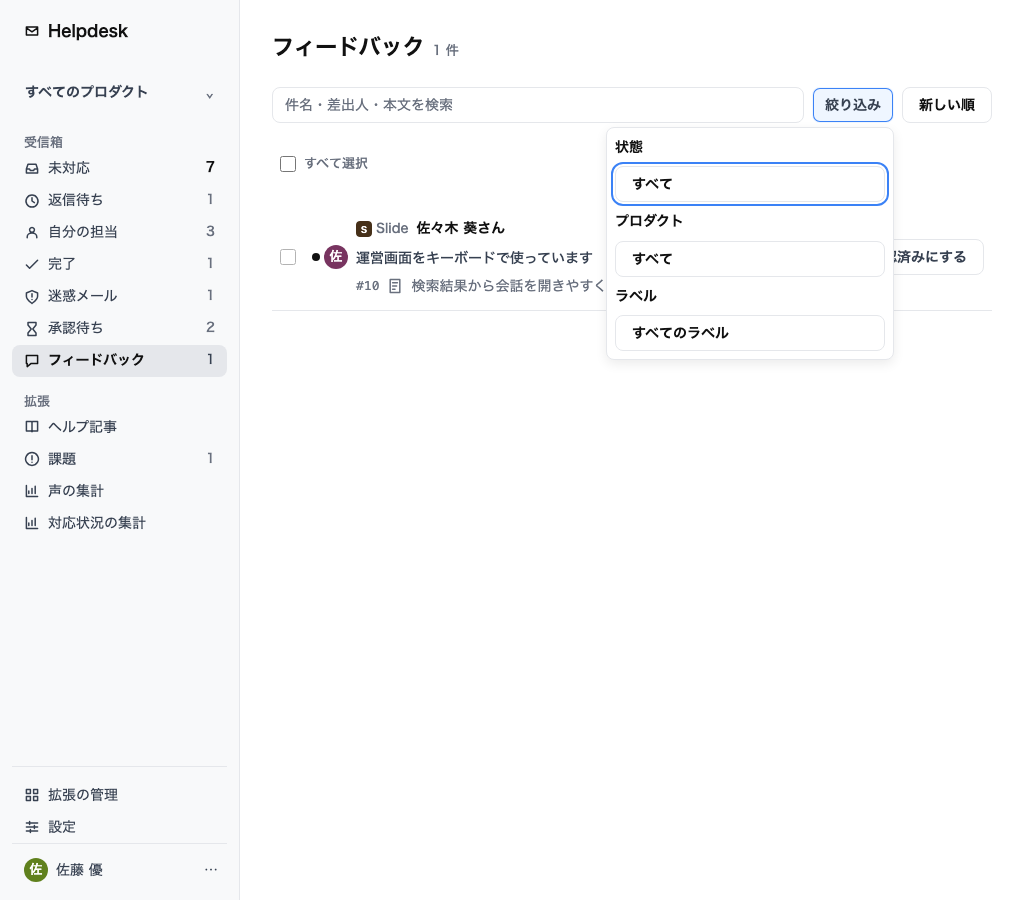 Helpdesk
すべてのプロダクト
受信箱
未対応 7
返信待ち 1
自分の担当 3
完了 1
迷惑メール 1
承認待ち 2
フィードバック 1
拡張
ヘルプ記事
課題 1
声の集計
対応状況の集計
拡張の管理
設定
佐 佐藤 優 …
フィードバック 1 件
件名・差出人・本文を検索 絞り込み 新しい順
すべて選択
S Slide 佐々木 葵さん
佐 運営画面をキーボードで使っています
#10 検索結果から会話を開きやすく
済みにする
状態
すべて
プロダクト
すべて
ラベル
すべてのラベル